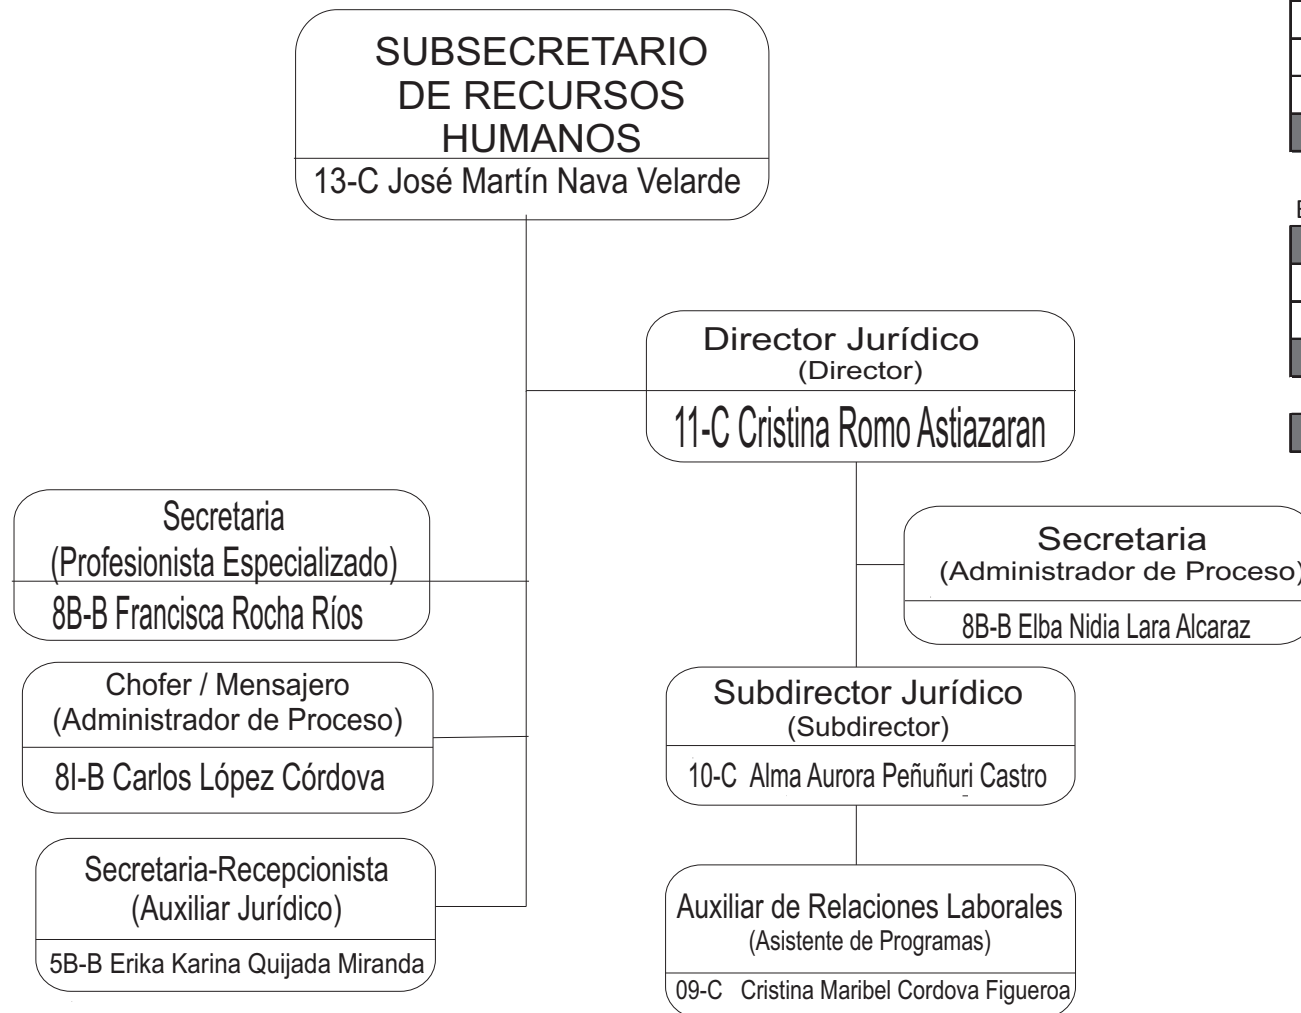 SUBSECRETARIO
DE RECURSOS
HUMANOS
13-C José Martín Nava Velarde
Director Jurídico
(Director)
11-C Cristina Romo Astiazaran
Secretaria
(Profesionista Especializado)
8B-B Francisca Rocha Ríos
Secretaria
(Administrador de Proceso)
8B-B Elba Nidia Lara Alcaraz
Chofer / Mensajero
(Administrador de Proceso)
8I-B Carlos López Córdova
Subdirector Jurídico
(Subdirector)
10-C Alma Aurora Peñuñuri Castro
Secretaria-Recepcionista
(Auxiliar Jurídico)
5B-B Erika Karina Quijada Miranda
Auxiliar de Relaciones Laborales
(Asistente de Programas)
09-C Cristina Maribel Cordova Figueroa